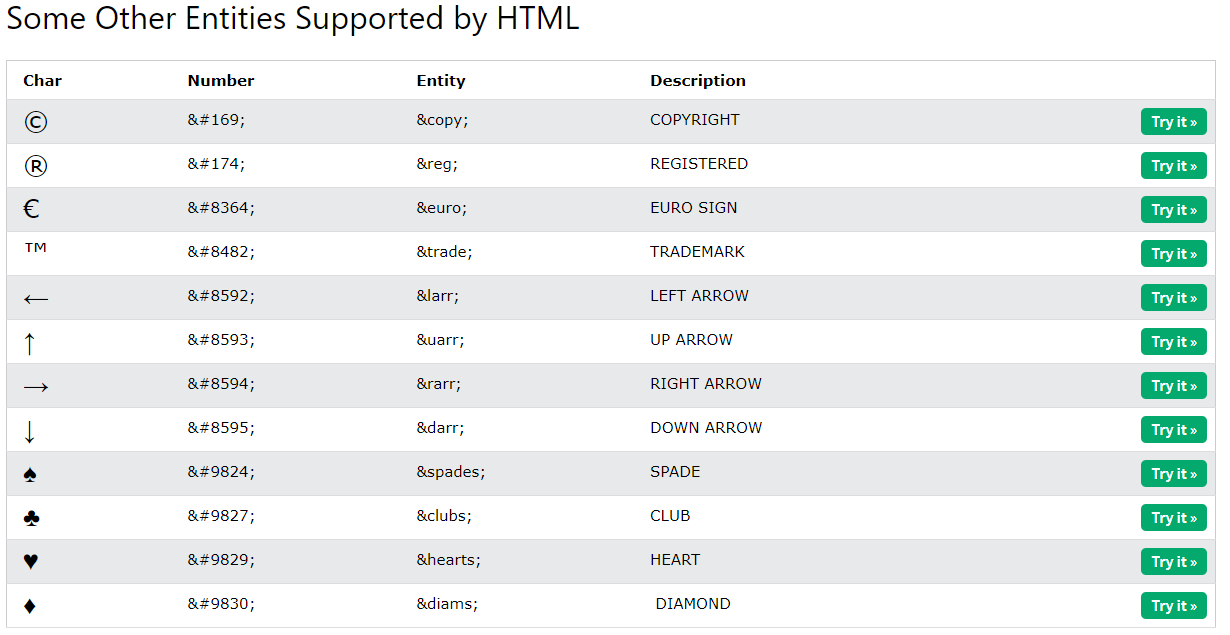 Some Other Entities Supported by HTML
Char Number Entity Description
© &#169; &copy; COPYRIGHT Try it »
® &#174; &reg; REGISTERED Try it »
€ &#8364; &euro; EURO SIGN Try it »
™ &#8482; &trade; TRADEMARK Try it »
← &#8592; &larr; LEFT ARROW Try it »
↑ &#8593; &uarr; UP ARROW Try it »
→ &#8594; &rarr; RIGHT ARROW Try it »
↓ &#8595; &darr; DOWN ARROW Try it »
♠ &#9824; &spades; SPADE Try it »
♣ &#9827; &clubs; CLUB Try it »
♥ &#9829; &hearts; HEART Try it »
♦ &#9830; &diams; DIAMOND Try it »